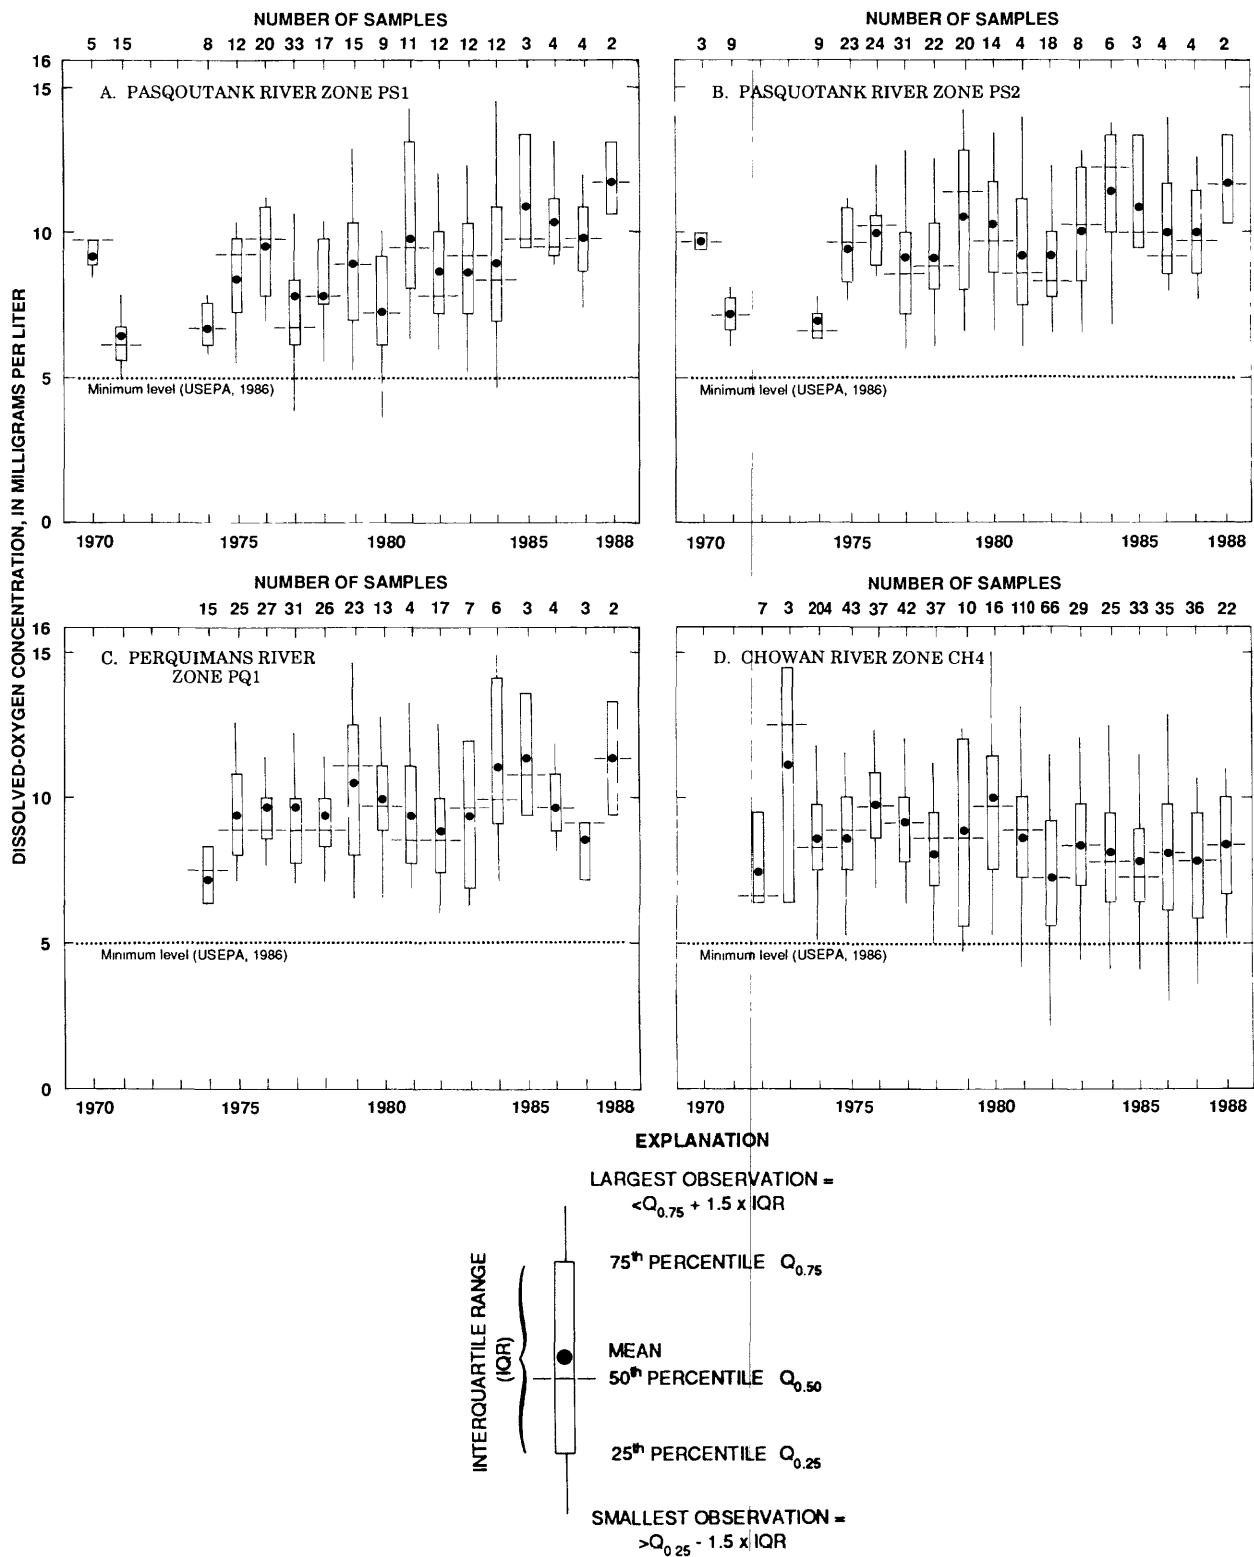 NUMBER OF SAMPLES
5 15 8 12 20 33 17 15 9 11 12 12 12 3 4 4 2
A. PASQOUTANK RIVER ZONE PS1
16
15
10
5
0
Minimum level (USEPA, 1986)
1970 1975 1980 1985 1988
NUMBER OF SAMPLES
3 9 9 23 24 31 22 20 14 4 18 8 6 3 4 4 2
B. PASQUOTANK RIVER ZONE PS2
Minimum level (USEPA, 1986)
1970 1975 1980 1985 1988
DISSOLVED-OXYGEN CONCENTRATION, IN MILLIGRAMS PER LITER
NUMBER OF SAMPLES
15 25 27 31 26 23 13 4 17 7 6 3 4 3 2
C. PERQUIMANS RIVER
ZONE PQ1
16
15
10
5
0
Minimum level (USEPA, 1986)
1970 1975 1980 1985 1988
NUMBER OF SAMPLES
7 3 204 43 37 42 37 10 16 110 66 29 25 33 35 36 22
D. CHOWAN RIVER ZONE CH4
Minimum level (USEPA, 1986)
1970 1975 1980 1985 1988
EXPLANATION
LARGEST OBSERVATION =
<Q0.75 + 1.5 x IQR
75th PERCENTILE Q0.75
INTERQUARTILE RANGE
(IQR)
MEAN
50th PERCENTILE Q0.50
25th PERCENTILE Q0.25
SMALLEST OBSERVATION =
>Q0 25 - 1.5 x IQR